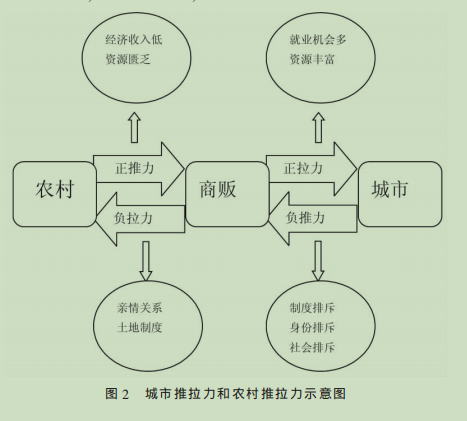 经济收入低
资源匮乏
就业机会多
资源丰富
农村
正推力
商贩
正拉力
城市
负拉力
负推力
亲情关系
土地制度
制度排斥
身份排斥
社会排斥
图 2 城市推拉力和农村推拉力示意图